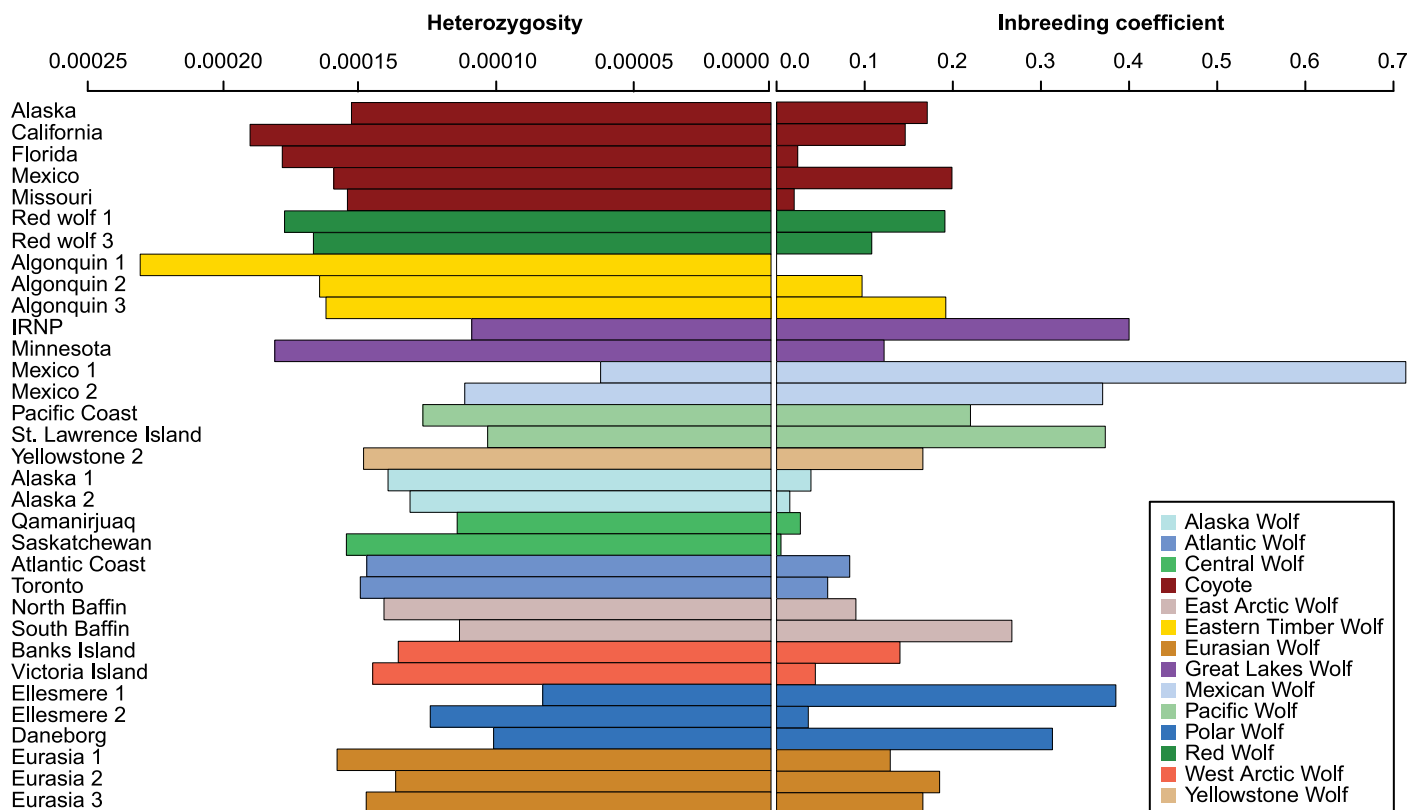 Heterozygosity Inbreeding coefficient
0.00025 0.00020 0.00015 0.00010 0.00005 0.0000 0.0 0.1 0.2 0.3 0.4 0.5 0.6 0.7
Alaska
California
Florida
Mexico
Missouri
Red wolf 1
Red wolf 3
Algonquin 1
Algonquin 2
Algonquin 3
IRNP
Minnesota
Mexico 1
Mexico 2
Pacific Coast
St. Lawrence Island
Yellowstone 2
Alaska 1
Alaska 2
Qamanirjuaq
Saskatchewan
Atlantic Coast
Toronto
North Baffin
South Baffin
Banks Island
Victoria Island
Ellesmere 1
Ellesmere 2
Daneborg
Eurasia 1
Eurasia 2
Eurasia 3
Alaska Wolf
Atlantic Wolf
Central Wolf
Coyote
East Arctic Wolf
Eastern Timber Wolf
Eurasian Wolf
Great Lakes Wolf
Mexican Wolf
Pacific Wolf
Polar Wolf
Red Wolf
West Arctic Wolf
Yellowstone Wolf